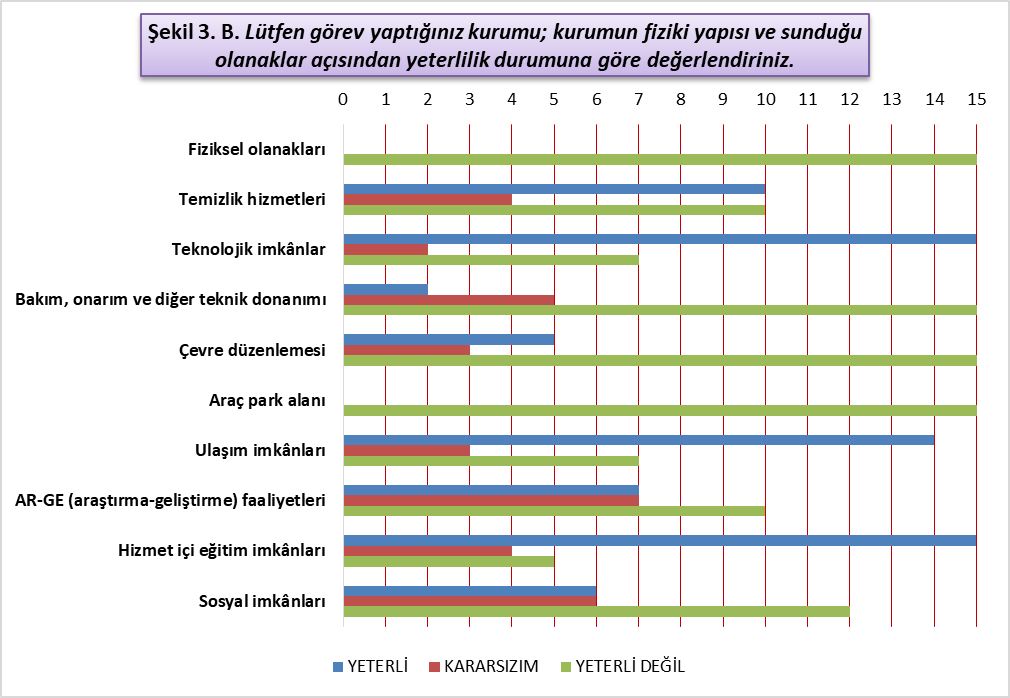 Şekil 3. B. Lütfen görev yaptığınız kurumu; kurumun fiziki yapısı ve sunduğu
olanaklar açısından yeterlilik durumuna göre değerlendiriniz.
0 1 2 3 4 5 6 7 8 9 10 11 12 13 14 15
Fiziksel olanakları
Temizlik hizmetleri
Teknolojik imkânlar
Bakım, onarım ve diğer teknik donanımı
Çevre düzenlemesi
Araç park alanı
Ulaşım imkânları
AR-GE (araştırma-geliştirme) faaliyetleri
Hizmet içi eğitim imkânları
Sosyal imkânları
YETERLİ KARARSIZIM YETERLİ DEĞİL